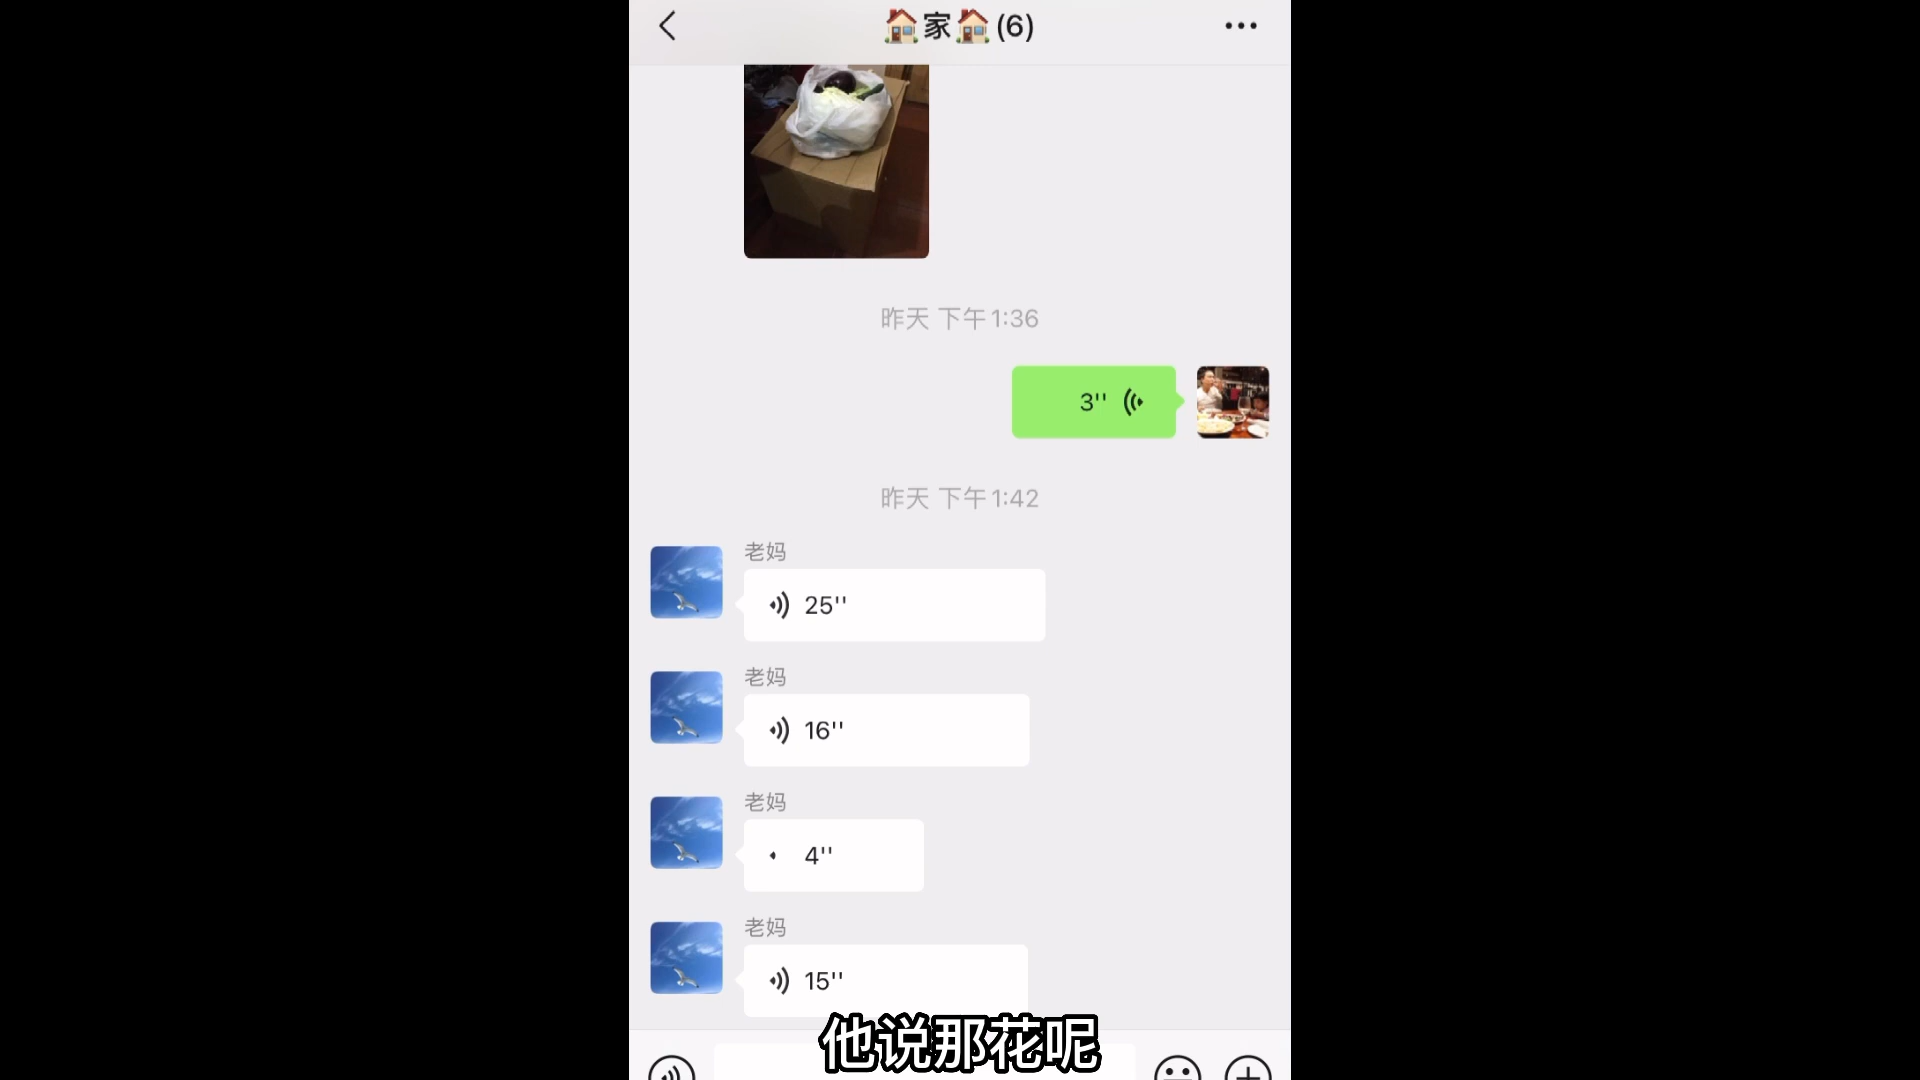 🏠家🏠(6)
昨天 下午1:36
3''
昨天 下午1:42
老妈
25''
老妈
16''
老妈
4''
老妈
15''
他说那花呢